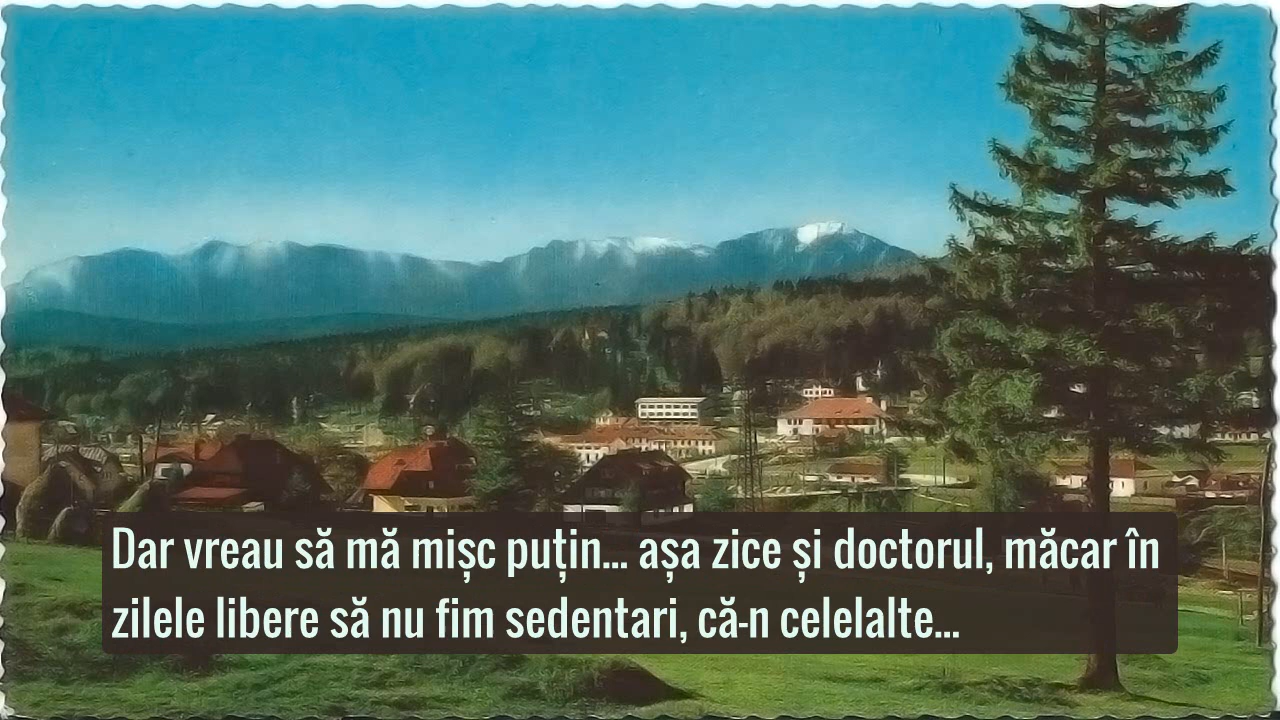 Dar vreau să mă mișc puțin... așa zice și doctorul, măcar în
zilele libere să nu fim sedentari, că-n celelalte...